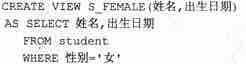 CREATE VIEW S_FEMALE(姓名,出生日期)
AS SELECT 姓名,出生日期
FROM student
WHERE 性别='女'